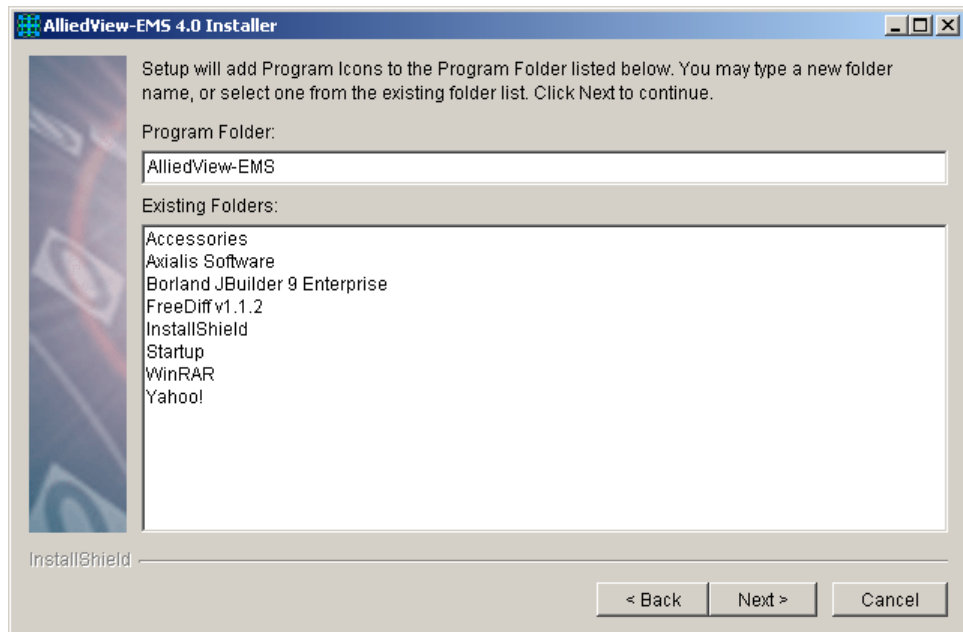 AlliedView-EMS 4.0 Installer
Setup will add Program Icons to the Program Folder listed below. You may type a new folder
name, or select one from the existing folder list. Click Next to continue.
Program Folder:
AlliedView-EMS
Existing Folders:
Accessories
Axialis Software
Borland JBuilder 9 Enterprise
FreeDiff v1.1.2
InstallShield
Startup
WinRAR
Yahoo!
InstallShield
< Back
Next >
Cancel